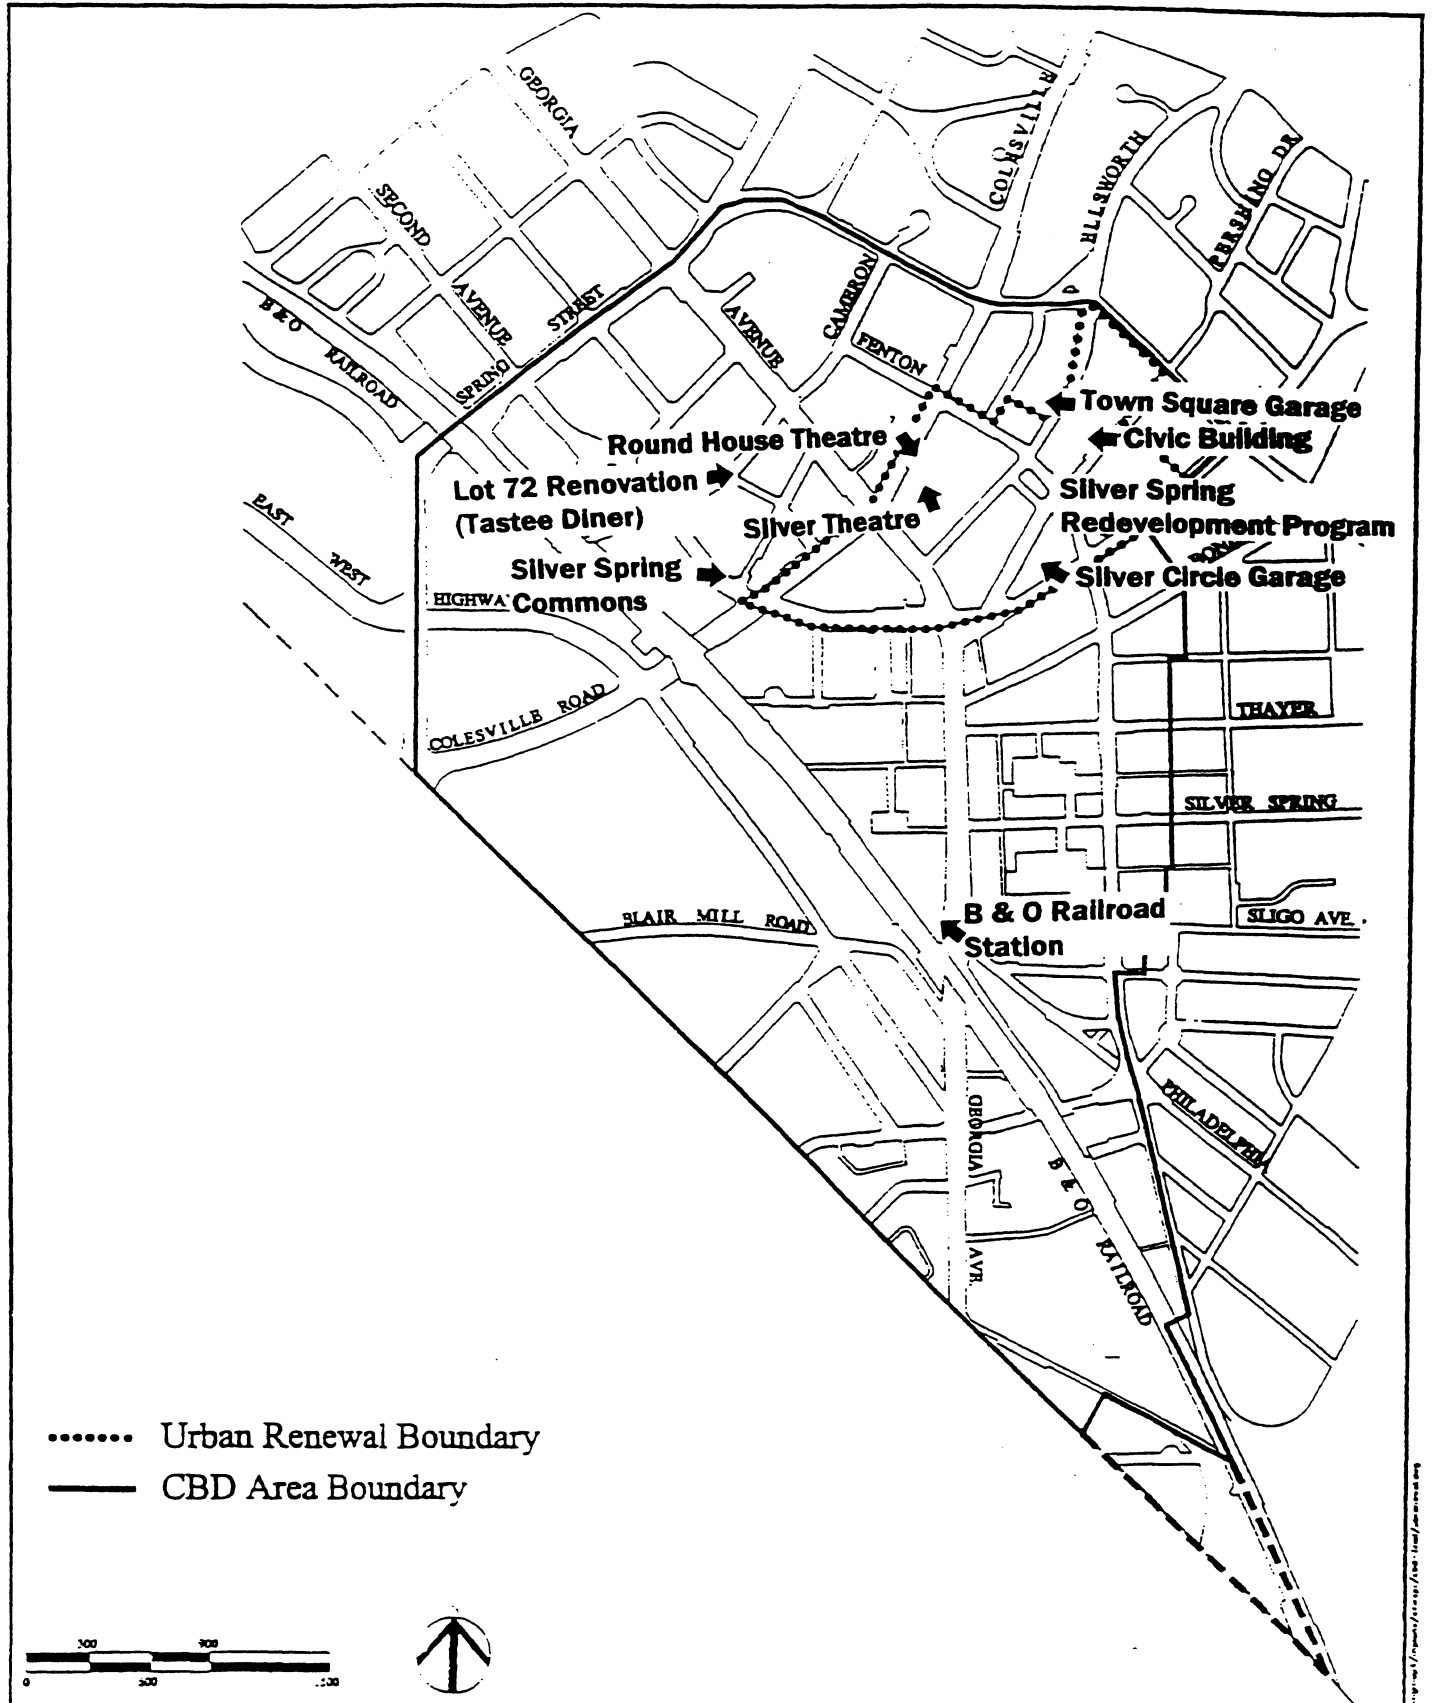 GEORGIA
COLHSVILLE
HLLSWORTH
PERSHING DR
SECOND
AVENUE
B & O
RAILROAD
SPRING
STREET
AVENUE
CAMERON
FENTON
Town Square Garage
Round House Theatre
Civic Building
Lot 72 Renovation
(Tastee Diner)
Silver Spring
Redevelopment Program
Silver Theatre
EAST
WEST
Silver Spring
Commons
HIGHWA
Silver Circle Garage
COLESVILLE ROAD
THAYER
SILVER SPRING
BLAIR MILL ROAD
B & O Railroad
Station
SLIGO AVE.
PHILADELPHIA
GEORGIA
AVE.
B & O
RAILROAD
Urban Renewal Boundary
CBD Area Boundary
0